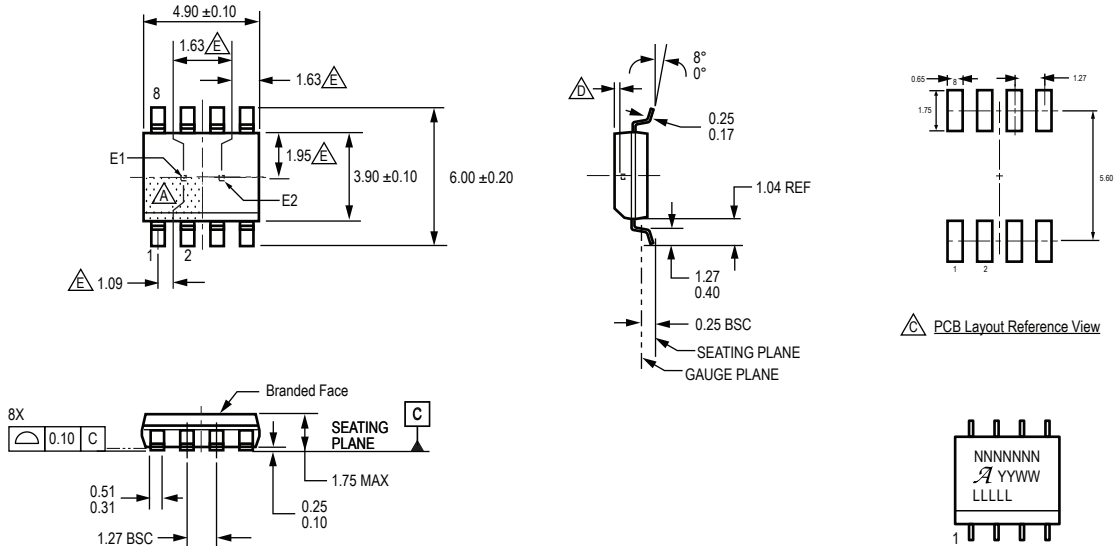 4.90 ±0.10
1.63 E
1.63 E
8
E1
1.95 E
A
E2
3.90 ±0.10
6.00 ±0.20
1 2
E 1.09
D
8°
0°
0.25
0.17
1.04 REF
1.27
0.40
0.25 BSC
SEATING PLANE
GAUGE PLANE
0.65 8 1.27
1.75
5.60
1 2
C PCB Layout Reference View
8X
0.10 C
Branded Face
SEATING
PLANE
C
1.75 MAX
0.51
0.31
0.25
0.10
1.27 BSC
NNNNNNN
A YYWW
LLLLL
1